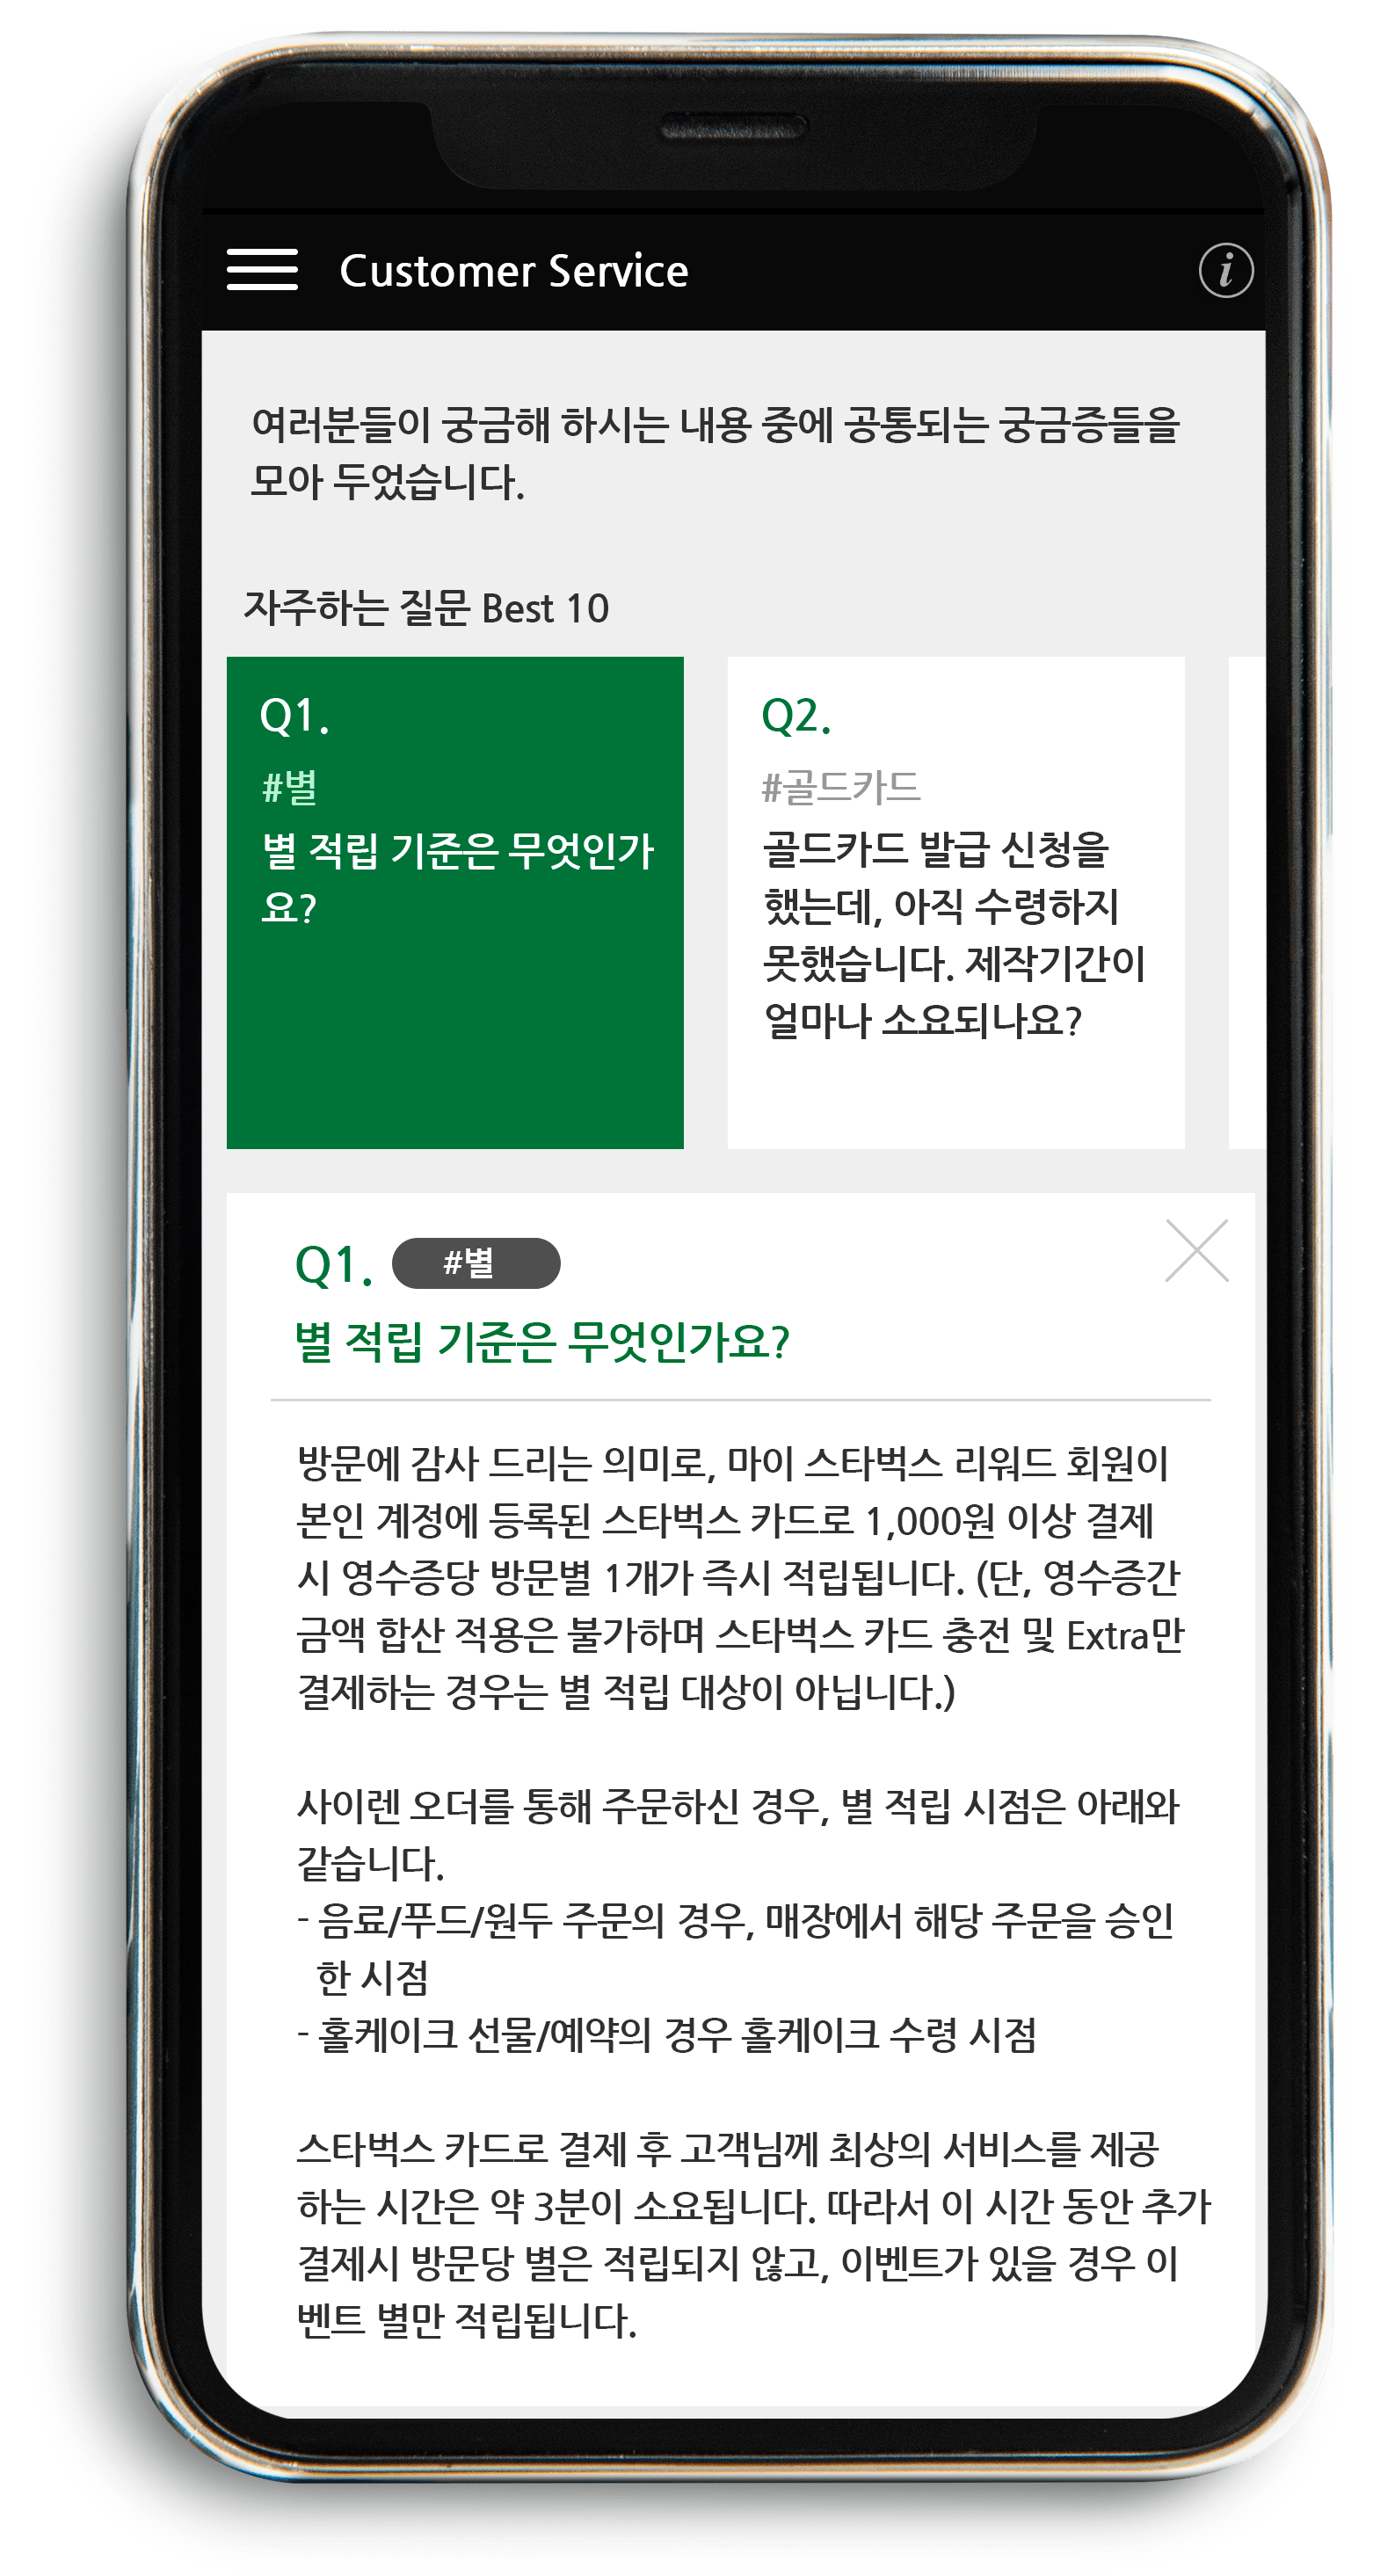 Customer Service
i
여러분들이 궁금해 하시는 내용 중에 공통되는 궁금증들을
모아 두었습니다.
자주하는 질문 Best 10
Q1.
#별
별 적립 기준은 무엇인가
요?
Q2.
#골드카드
골드카드 발급 신청을
했는데, 아직 수령하지
못했습니다. 제작기간이
얼마나 소요되나요?
Q1. #별
별 적립 기준은 무엇인가요?
방문에 감사 드리는 의미로, 마이 스타벅스 리워드 회원이
본인 계정에 등록된 스타벅스 카드로 1,000원 이상 결제
시 영수증당 방문별 1개가 즉시 적립됩니다. (단, 영수증간
금액 합산 적용은 불가하며 스타벅스 카드 충전 및 Extra만
결제하는 경우는 별 적립 대상이 아닙니다.)
사이렌 오더를 통해 주문하신 경우, 별 적립 시점은 아래와
같습니다.
- 음료/푸드/원두 주문의 경우, 매장에서 해당 주문을 승인
한 시점
- 홀케이크 선물/예약의 경우 홀케이크 수령 시점
스타벅스 카드로 결제 후 고객님께 최상의 서비스를 제공
하는 시간은 약 3분이 소요됩니다. 따라서 이 시간 동안 추가
결제시 방문당 별은 적립되지 않고, 이벤트가 있을 경우 이
벤트 별만 적립됩니다.